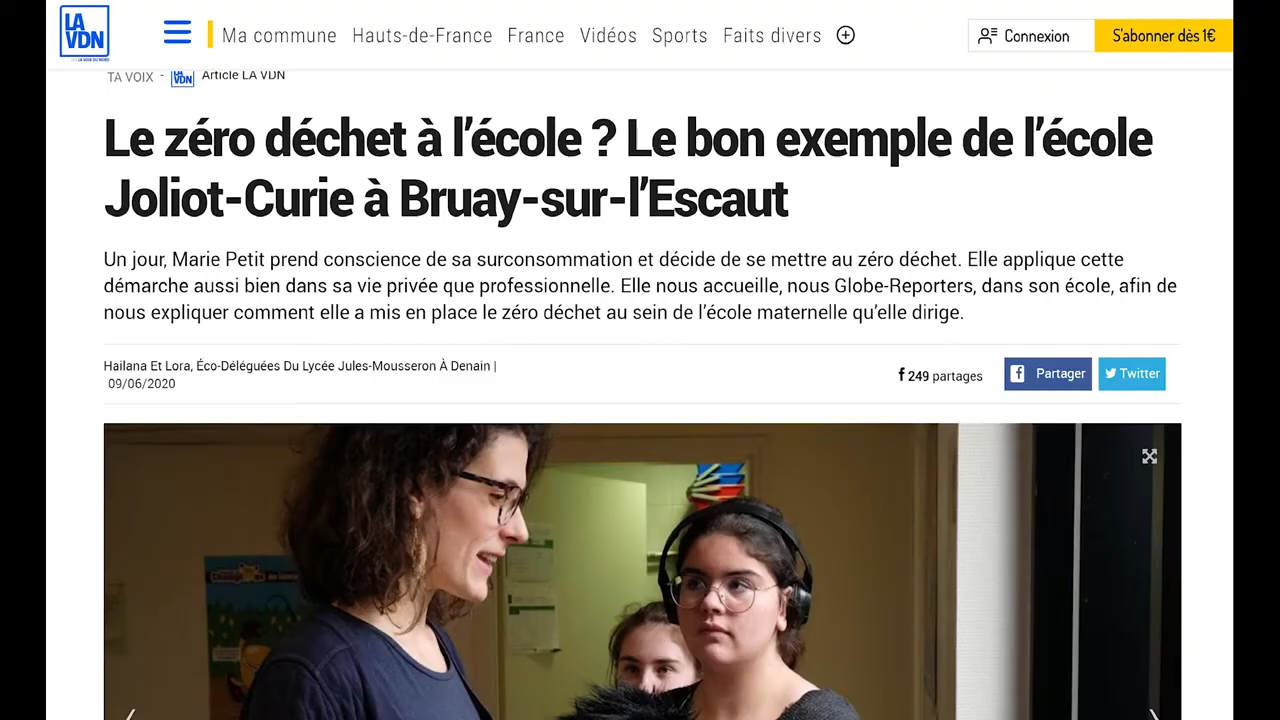 LA VDN
Ma commune Hauts-de-France France Vidéos Sports Faits divers
Connexion
S'abonner dès 1€
TA VOIX - LA VDN Article LA VDN
Le zéro déchet à l'école ? Le bon exemple de l'école
Joliot-Curie à Bruay-sur-l'Escaut
Un jour, Marie Petit prend conscience de sa surconsommation et décide de se mettre au zéro déchet. Elle applique cette
démarche aussi bien dans sa vie privée que professionnelle. Elle nous accueille, nous Globe-Reporters, dans son école, afin de
nous expliquer comment elle a mis en place le zéro déchet au sein de l'école maternelle qu'elle dirige.
Hailana Et Lora, Éco-Déléguées Du Lycée Jules-Mousseron À Denain |
09/06/2020
249 partages
Partager
Twitter